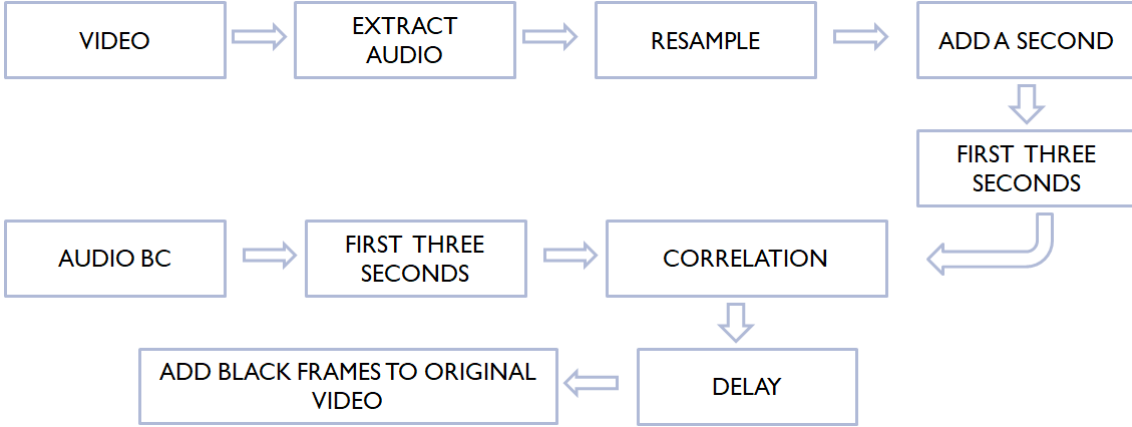 VIDEO
EXTRACT
AUDIO
RESAMPLE
ADD A SECOND
FIRST THREE
SECONDS
AUDIO BC
FIRST THREE
SECONDS
CORRELATION
ADD BLACK FRAMES TO ORIGINAL
VIDEO
DELAY